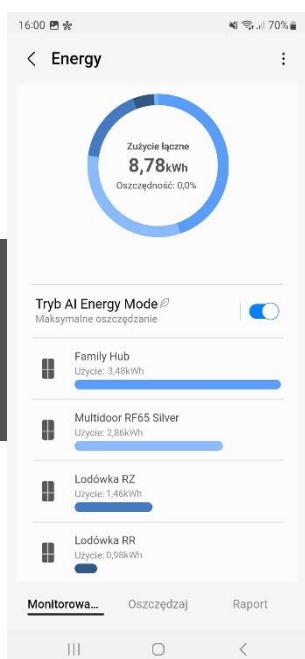 16:00 70%
Energy
Zużycie łączne
8,78kWh
Oszczędność: 0,0%
Tryb AI Energy Mode
Maksymalne oszczędzanie
Family Hub
Użycie: 3,48kWh
Multidoor RF65 Silver
Użycie: 2,86kWh
Lodówka RZ
Użycie: 1,46kWh
Lodówka RR
Użycie: 0,98kWh
Monitorowa... Oszczędzaj Raport